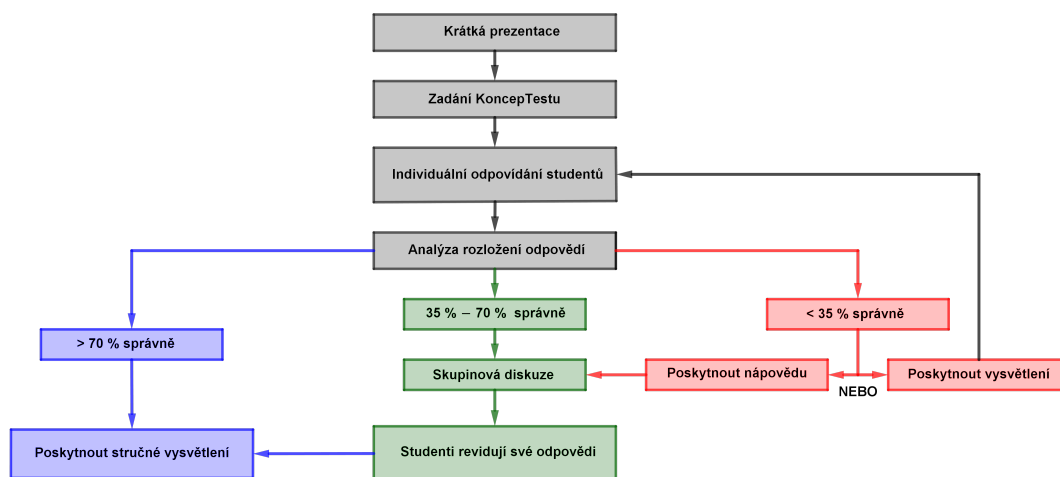 Krátká prezentace
Zadání KoncepTestu
Individuální odpovídání studentů
Analýza rozložení odpovědí
35 % – 70 % správně
< 35 % správně
> 70 % správně
Skupinová diskuze
Poskytnout nápovědu
Poskytnout vysvětlení
NEBO
Poskytnout stručné vysvětlení
Studenti revidují své odpovědi